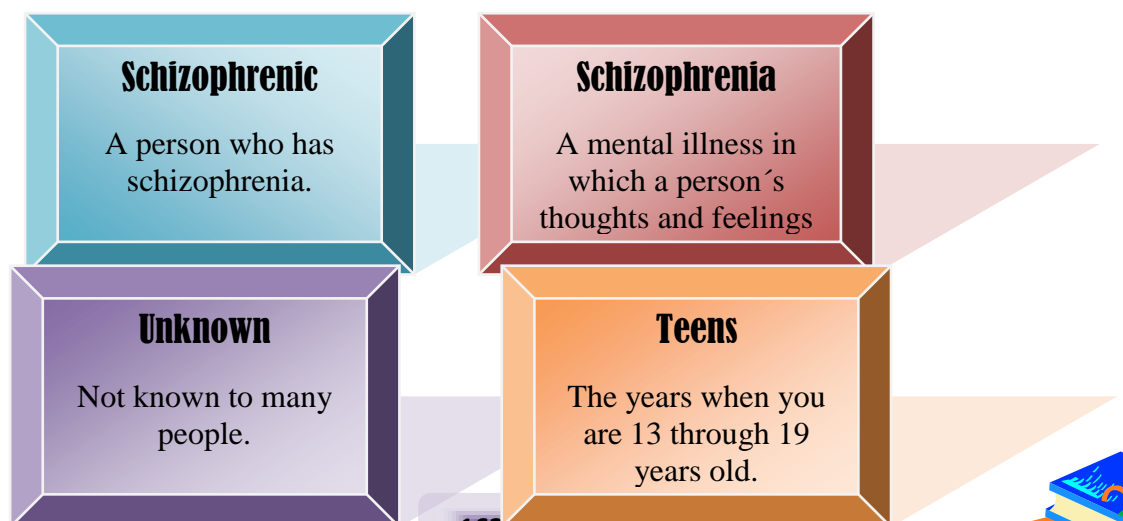 Schizophrenic
A person who has
schizophrenia.
Schizophrenia
A mental illness in
which a person´s
thoughts and feelings
Unknown
Not known to many
people.
Teens
The years when you
are 13 through 19
years old.